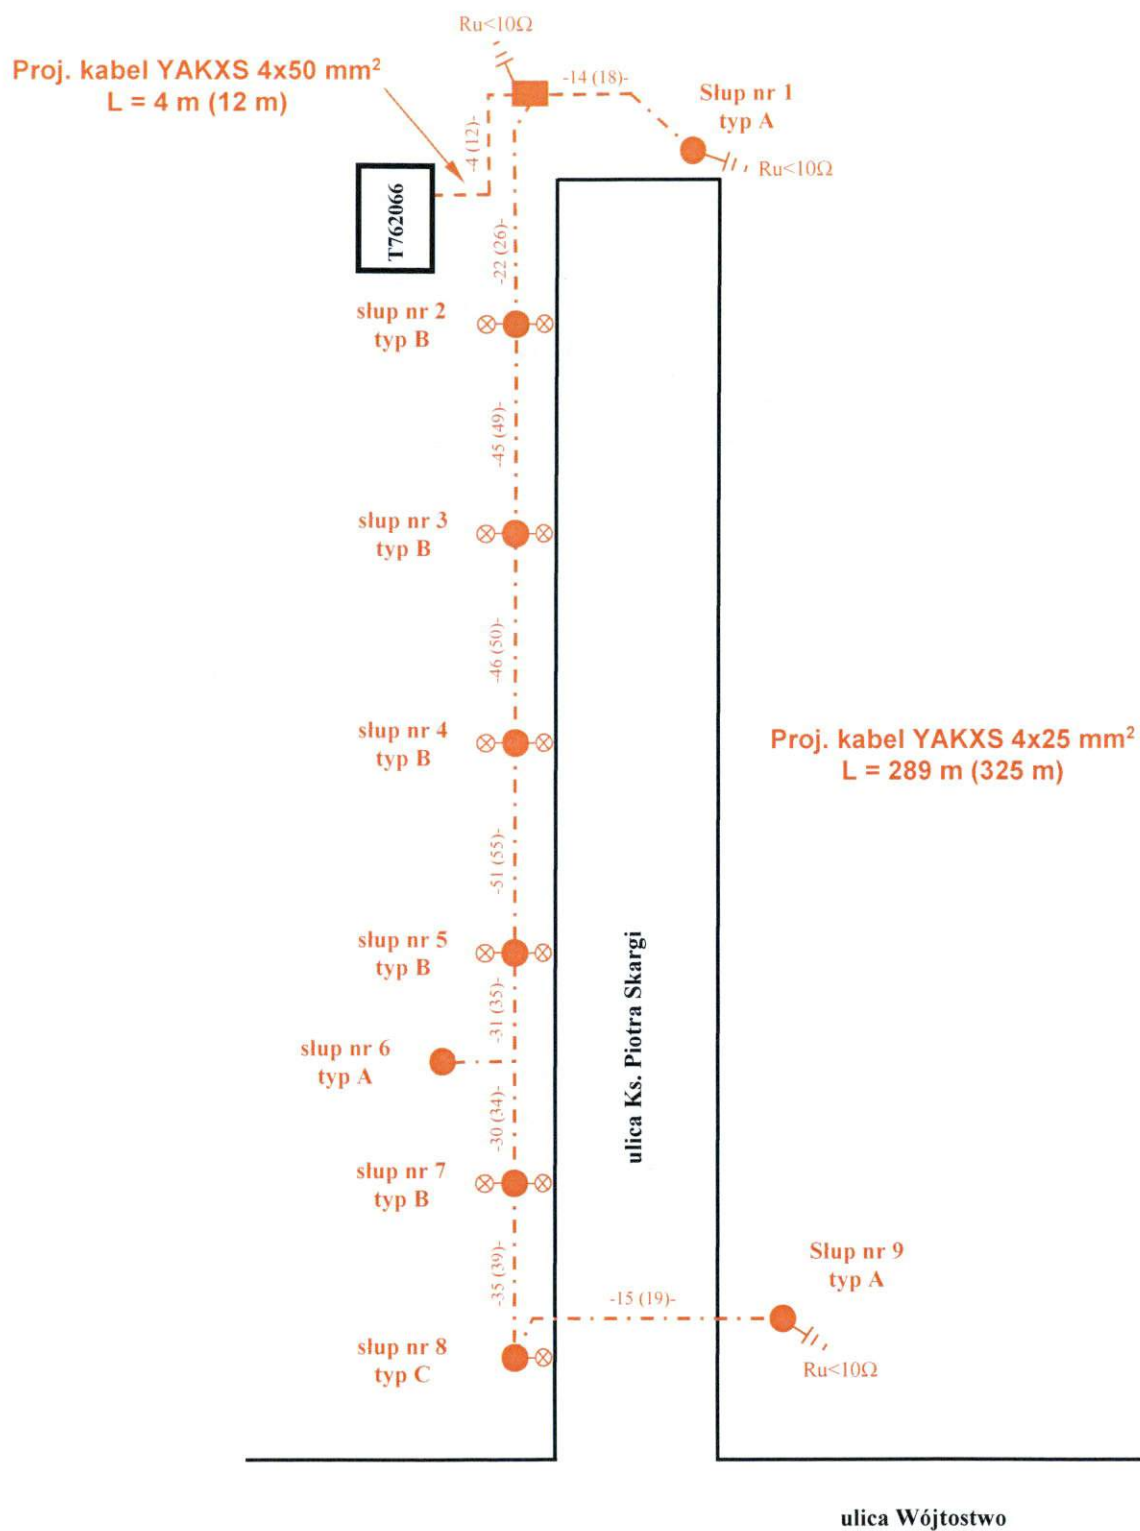 Ru<10Ω
Proj. kabel YAKXS 4x50 mm²
L = 4 m (12 m)
-14 (18)-
Słup nr 1
typ A
-4 (12)-
Ru<10Ω
T762066
-22 (26)-
słup nr 2
typ B
-45 (49)-
słup nr 3
typ B
-46 (50)-
słup nr 4
typ B
Proj. kabel YAKXS 4x25 mm²
L = 289 m (325 m)
-51 (55)-
słup nr 5
typ B
ulica Ks. Piotra Skargi
-31 (35)-
słup nr 6
typ A
-30 (34)-
słup nr 7
typ B
-35 (39)-
Słup nr 9
typ A
-15 (19)-
słup nr 8
typ C
Ru<10Ω
ulica Wójtostwo